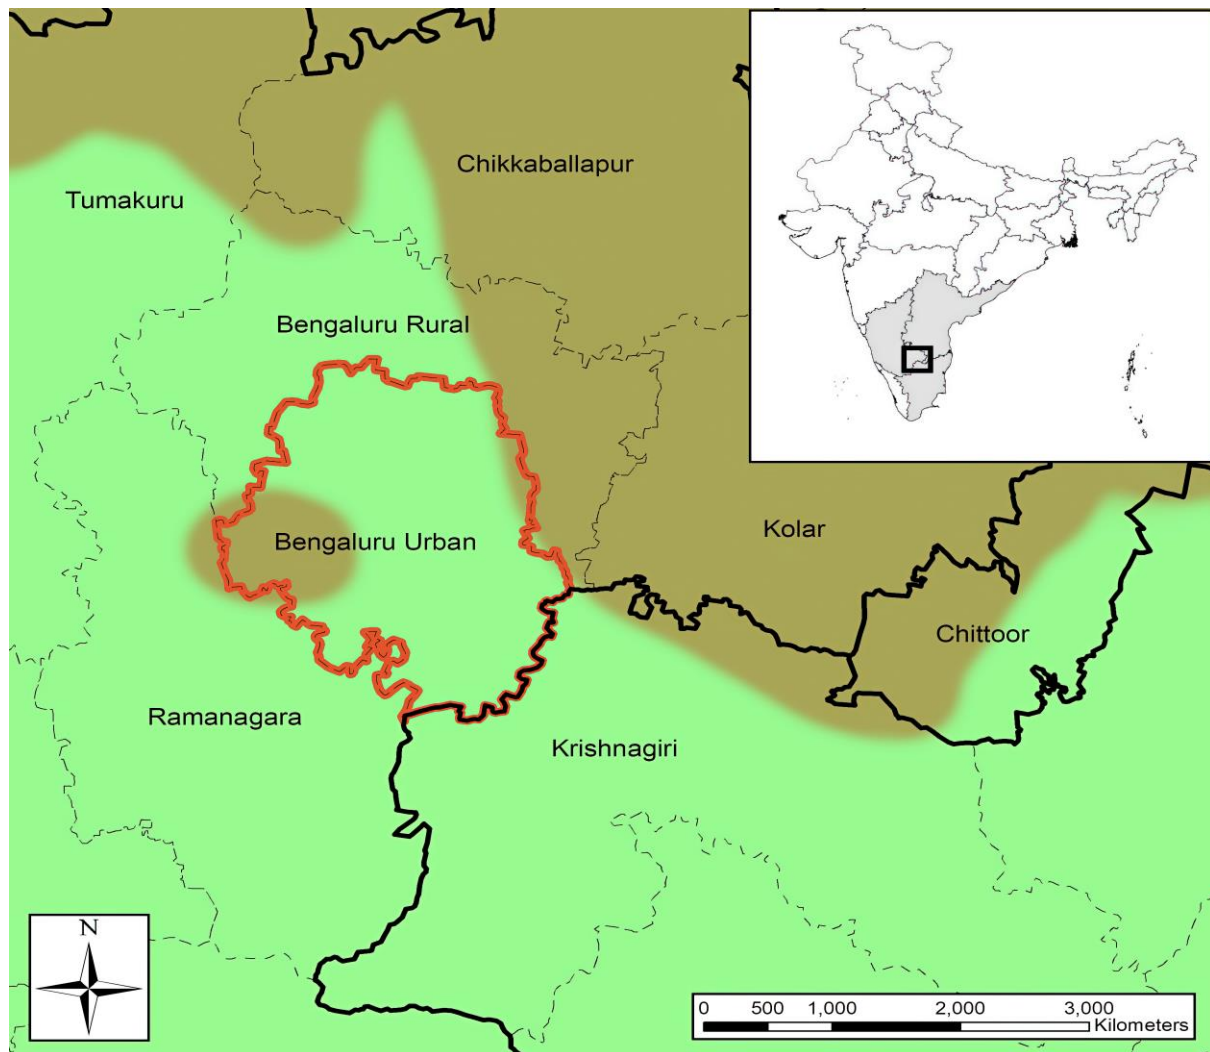 Chikkaballapur
Tumakuru
Bengaluru Rural
Bengaluru Urban
Kolar
Chittoor
Ramanagara
Krishnagiri
N
0 500 1,000 2,000 3,000
Kilometers